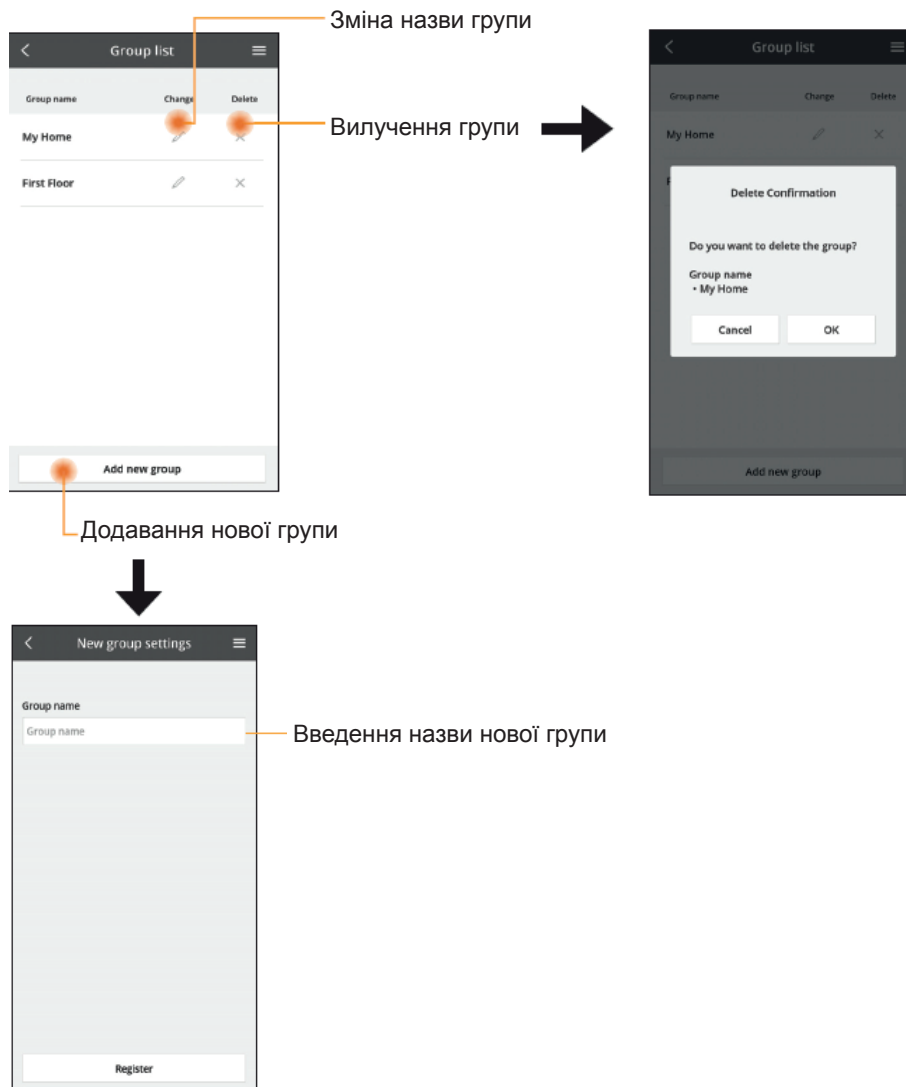 Зміна назви групи
Group list
Group name Change Delete
My Home
First Floor
Вилучення групи
Add new group
Додавання нової групи
Group list
Group name Change Delete
My Home
F
Delete Confirmation
Do you want to delete the group?
Group name
• My Home
Cancel OK
Add new group
New group settings
Group name
Group name
Введення назви нової групи
Register